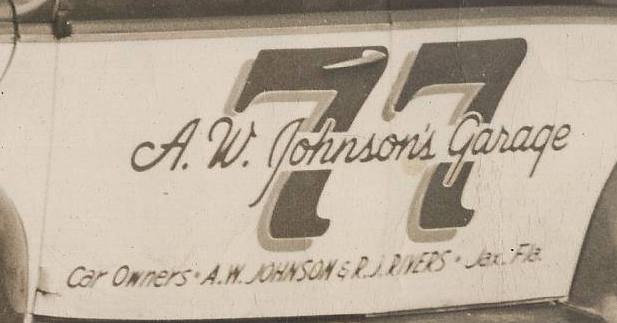 77
A. W. Johnson's Garage
Car Owners • A. W. JOHNSON & R. J. RIVERS • Jax. Fla.